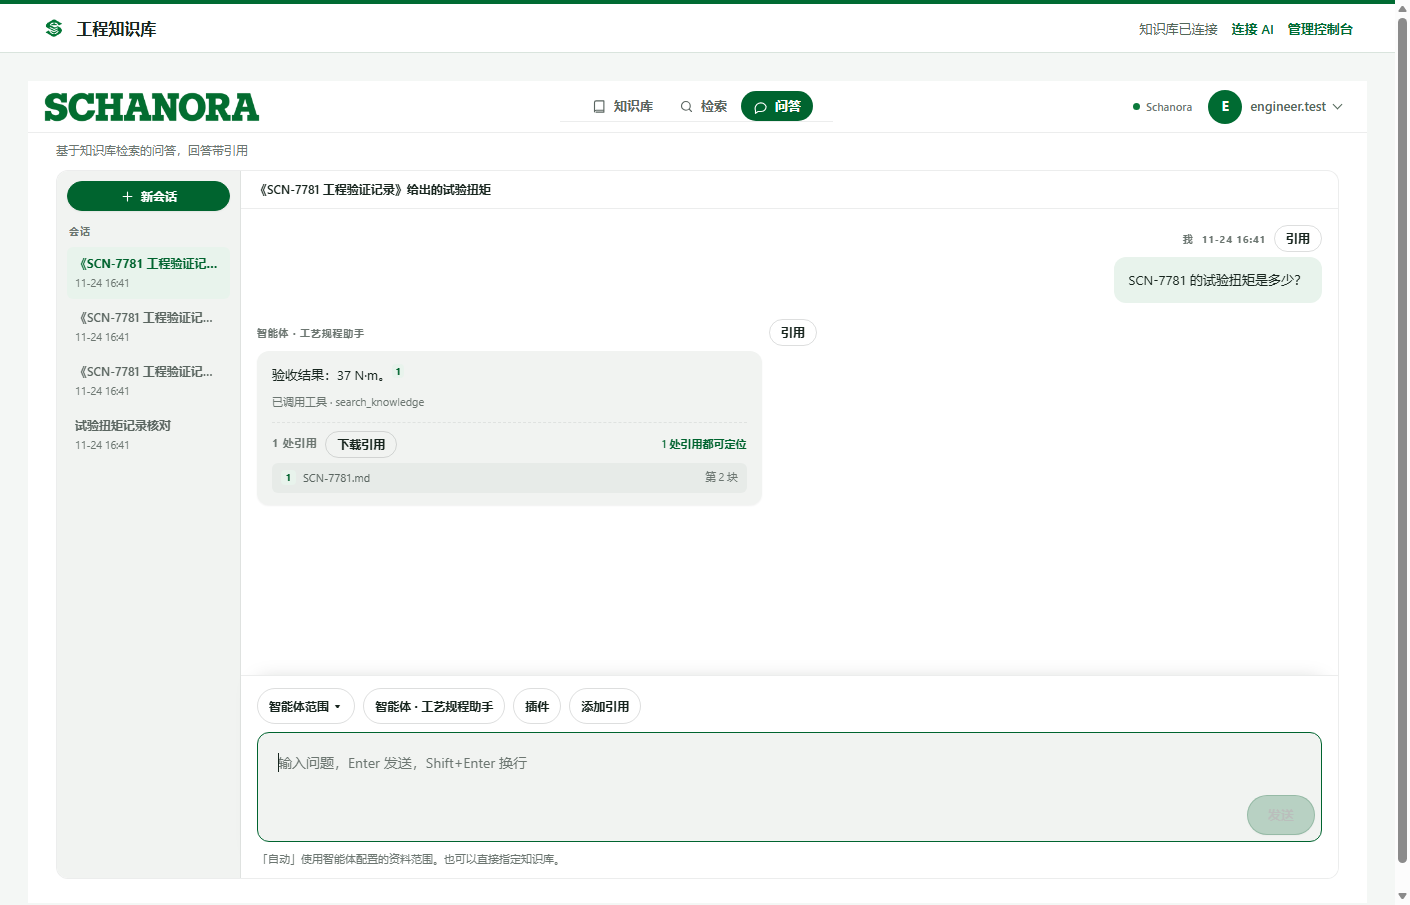 工程知识库
知识库已连接 连接 AI 管理控制台
SCHANORA
知识库 检索 问答
Schanora E engineer.test
基于知识库检索的问答，回答带引用
＋ 新会话
会话
《SCN-7781 工程验证记...
11-24 16:41
《SCN-7781 工程验证记...
11-24 16:41
《SCN-7781 工程验证记...
11-24 16:41
试验扭矩记录核对
11-24 16:41
《SCN-7781 工程验证记录》给出的试验扭矩
我 11-24 16:41 引用
SCN-7781 的试验扭矩是多少？
智能体 · 工艺规程助手 引用
验收结果：37 N·m。 1
已调用工具 · search_knowledge
1 处引用 下载引用 1 处引用都可定位
1 SCN-7781.md 第 2 块
智能体范围 智能体 · 工艺规程助手 插件 添加引用
输入问题，Enter 发送，Shift+Enter 换行
发送
「自动」使用智能体配置的资料范围。也可以直接指定知识库。